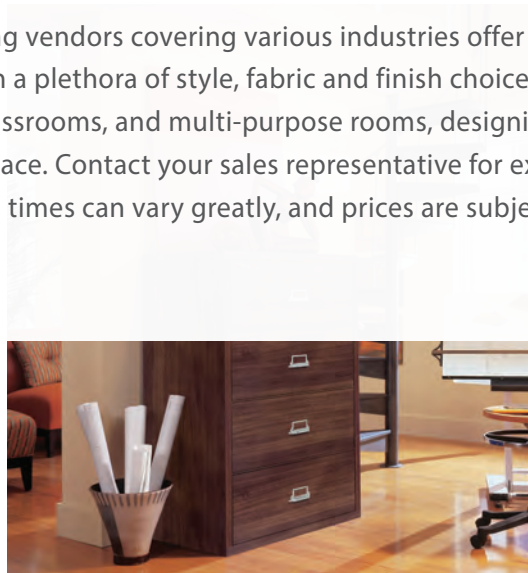 ng vendors covering various industries offer
a plethora of style, fabric and finish choice
ssrooms, and multi-purpose rooms, designi
ace. Contact your sales representative for ex
times can vary greatly, and prices are subje